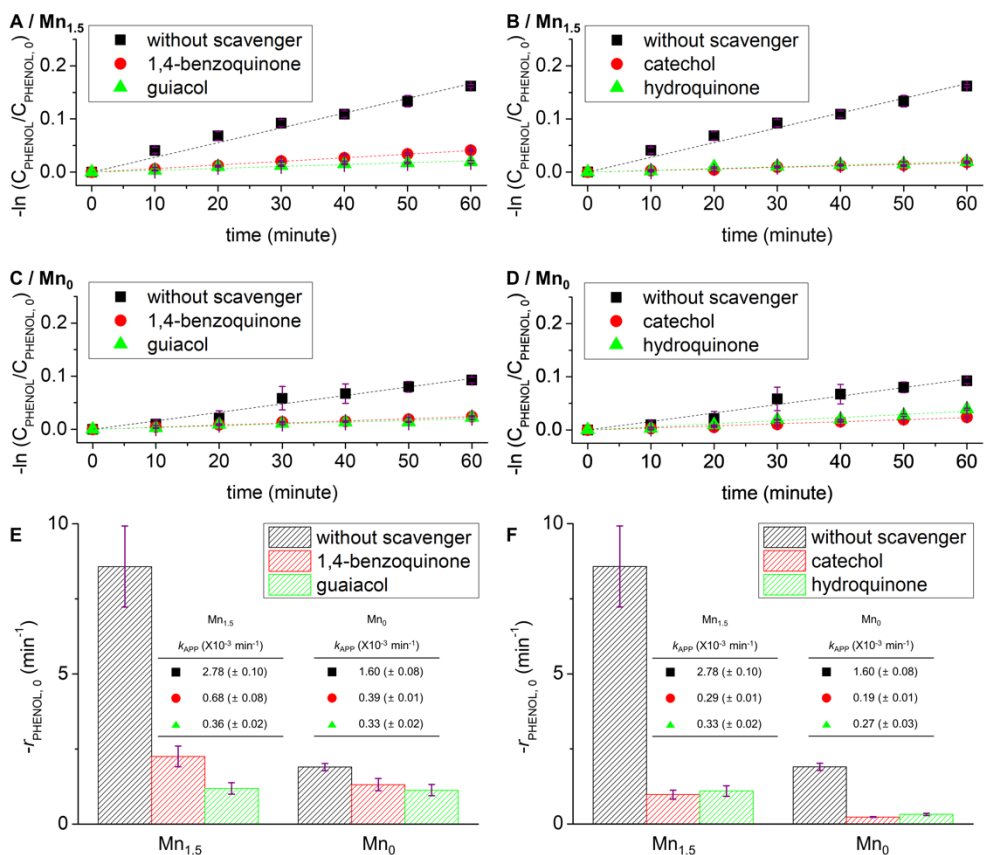 A / Mn1.5
-ln (CPHENOL/CPHENOL, 0)
without scavenger
1,4-benzoquinone
guiacol
0.2
0.1
0.0
0 10 20 30 40 50 60
time (minute)
B / Mn1.5
-ln (CPHENOL/CPHENOL, 0)
without scavenger
catechol
hydroquinone
0.2
0.1
0.0
0 10 20 30 40 50 60
time (minute)
C / Mn0
-ln (CPHENOL/CPHENOL, 0)
without scavenger
1,4-benzoquinone
guiacol
0.2
0.1
0.0
0 10 20 30 40 50 60
time (minute)
D / Mn0
-ln (CPHENOL/CPHENOL, 0)
without scavenger
catechol
hydroquinone
0.2
0.1
0.0
0 10 20 30 40 50 60
time (minute)
E
-rPHENOL, 0 (min-1)
10
5
0
without scavenger
1,4-benzoquinone
guaiacol
Mn1.5 Mn0
kAPP (X10-3 min-1) kAPP (X10-3 min-1)
2.78 (± 0.10) 1.60 (± 0.08)
0.68 (± 0.08) 0.39 (± 0.01)
0.36 (± 0.02) 0.33 (± 0.02)
Mn1.5 Mn0
F
-rPHENOL, 0 (min-1)
10
5
0
without scavenger
catechol
hydroquinone
Mn1.5 Mn0
kAPP (X10-3 min-1) kAPP (X10-3 min-1)
2.78 (± 0.10) 1.60 (± 0.08)
0.29 (± 0.01) 0.19 (± 0.01)
0.33 (± 0.02) 0.27 (± 0.03)
Mn1.5 Mn0